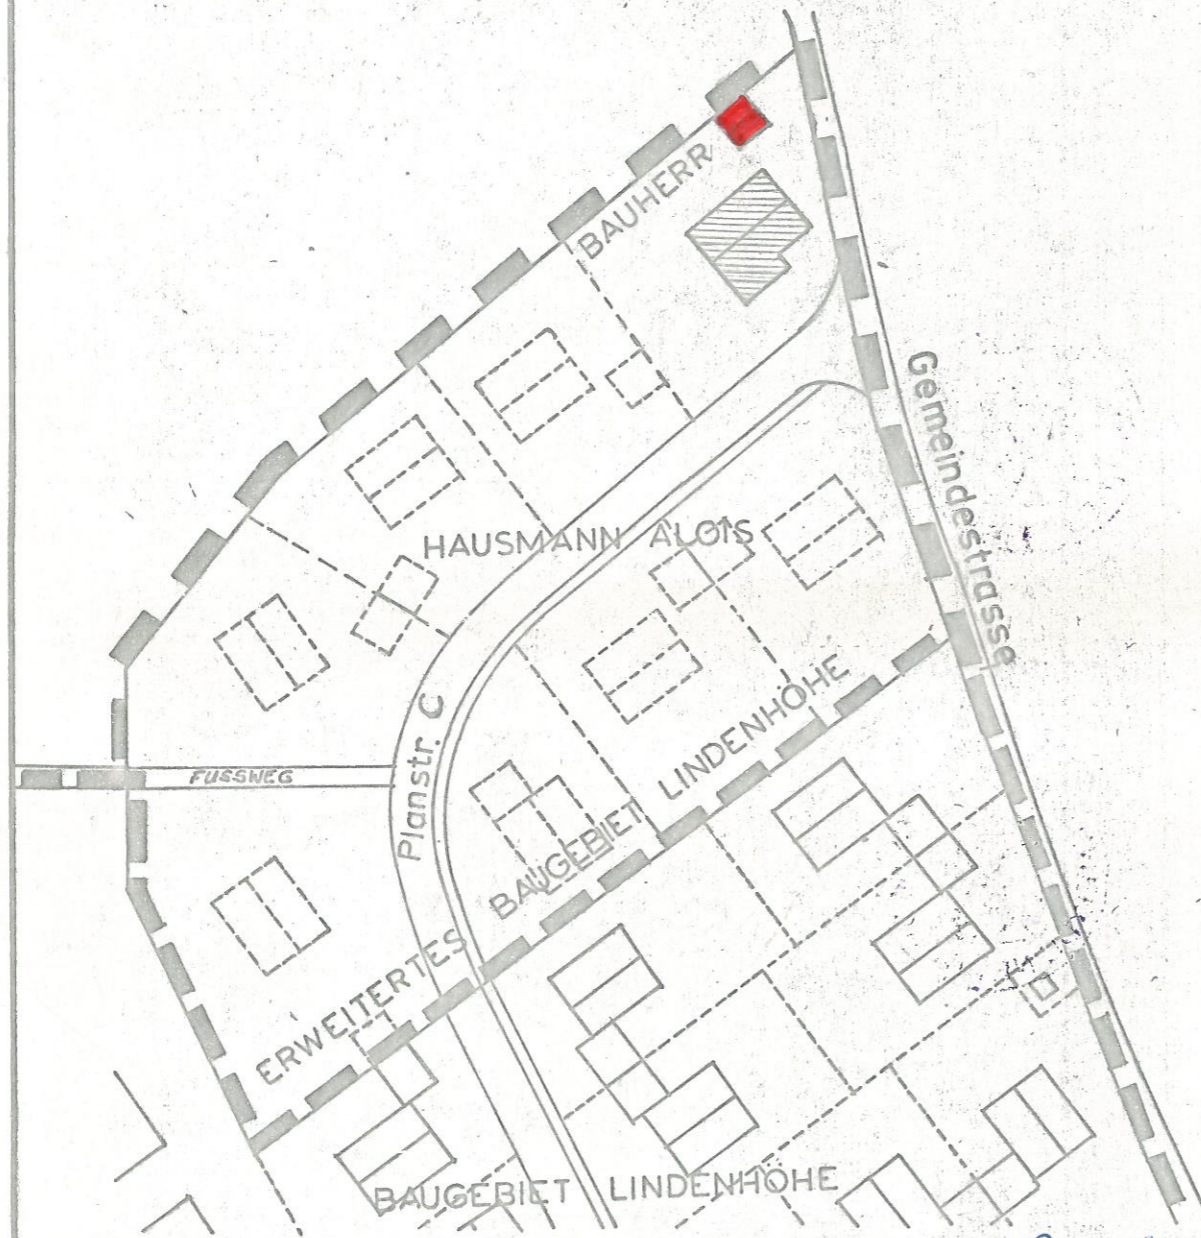 BAUHERR
Gemeindestrasse
HAUSMANN ALOIS
LINDENHÖHE
Planstr. C
FUSSWEG
BAUGEBIET
ERWEITERTES
BAUGEBIET LINDENHÖHE